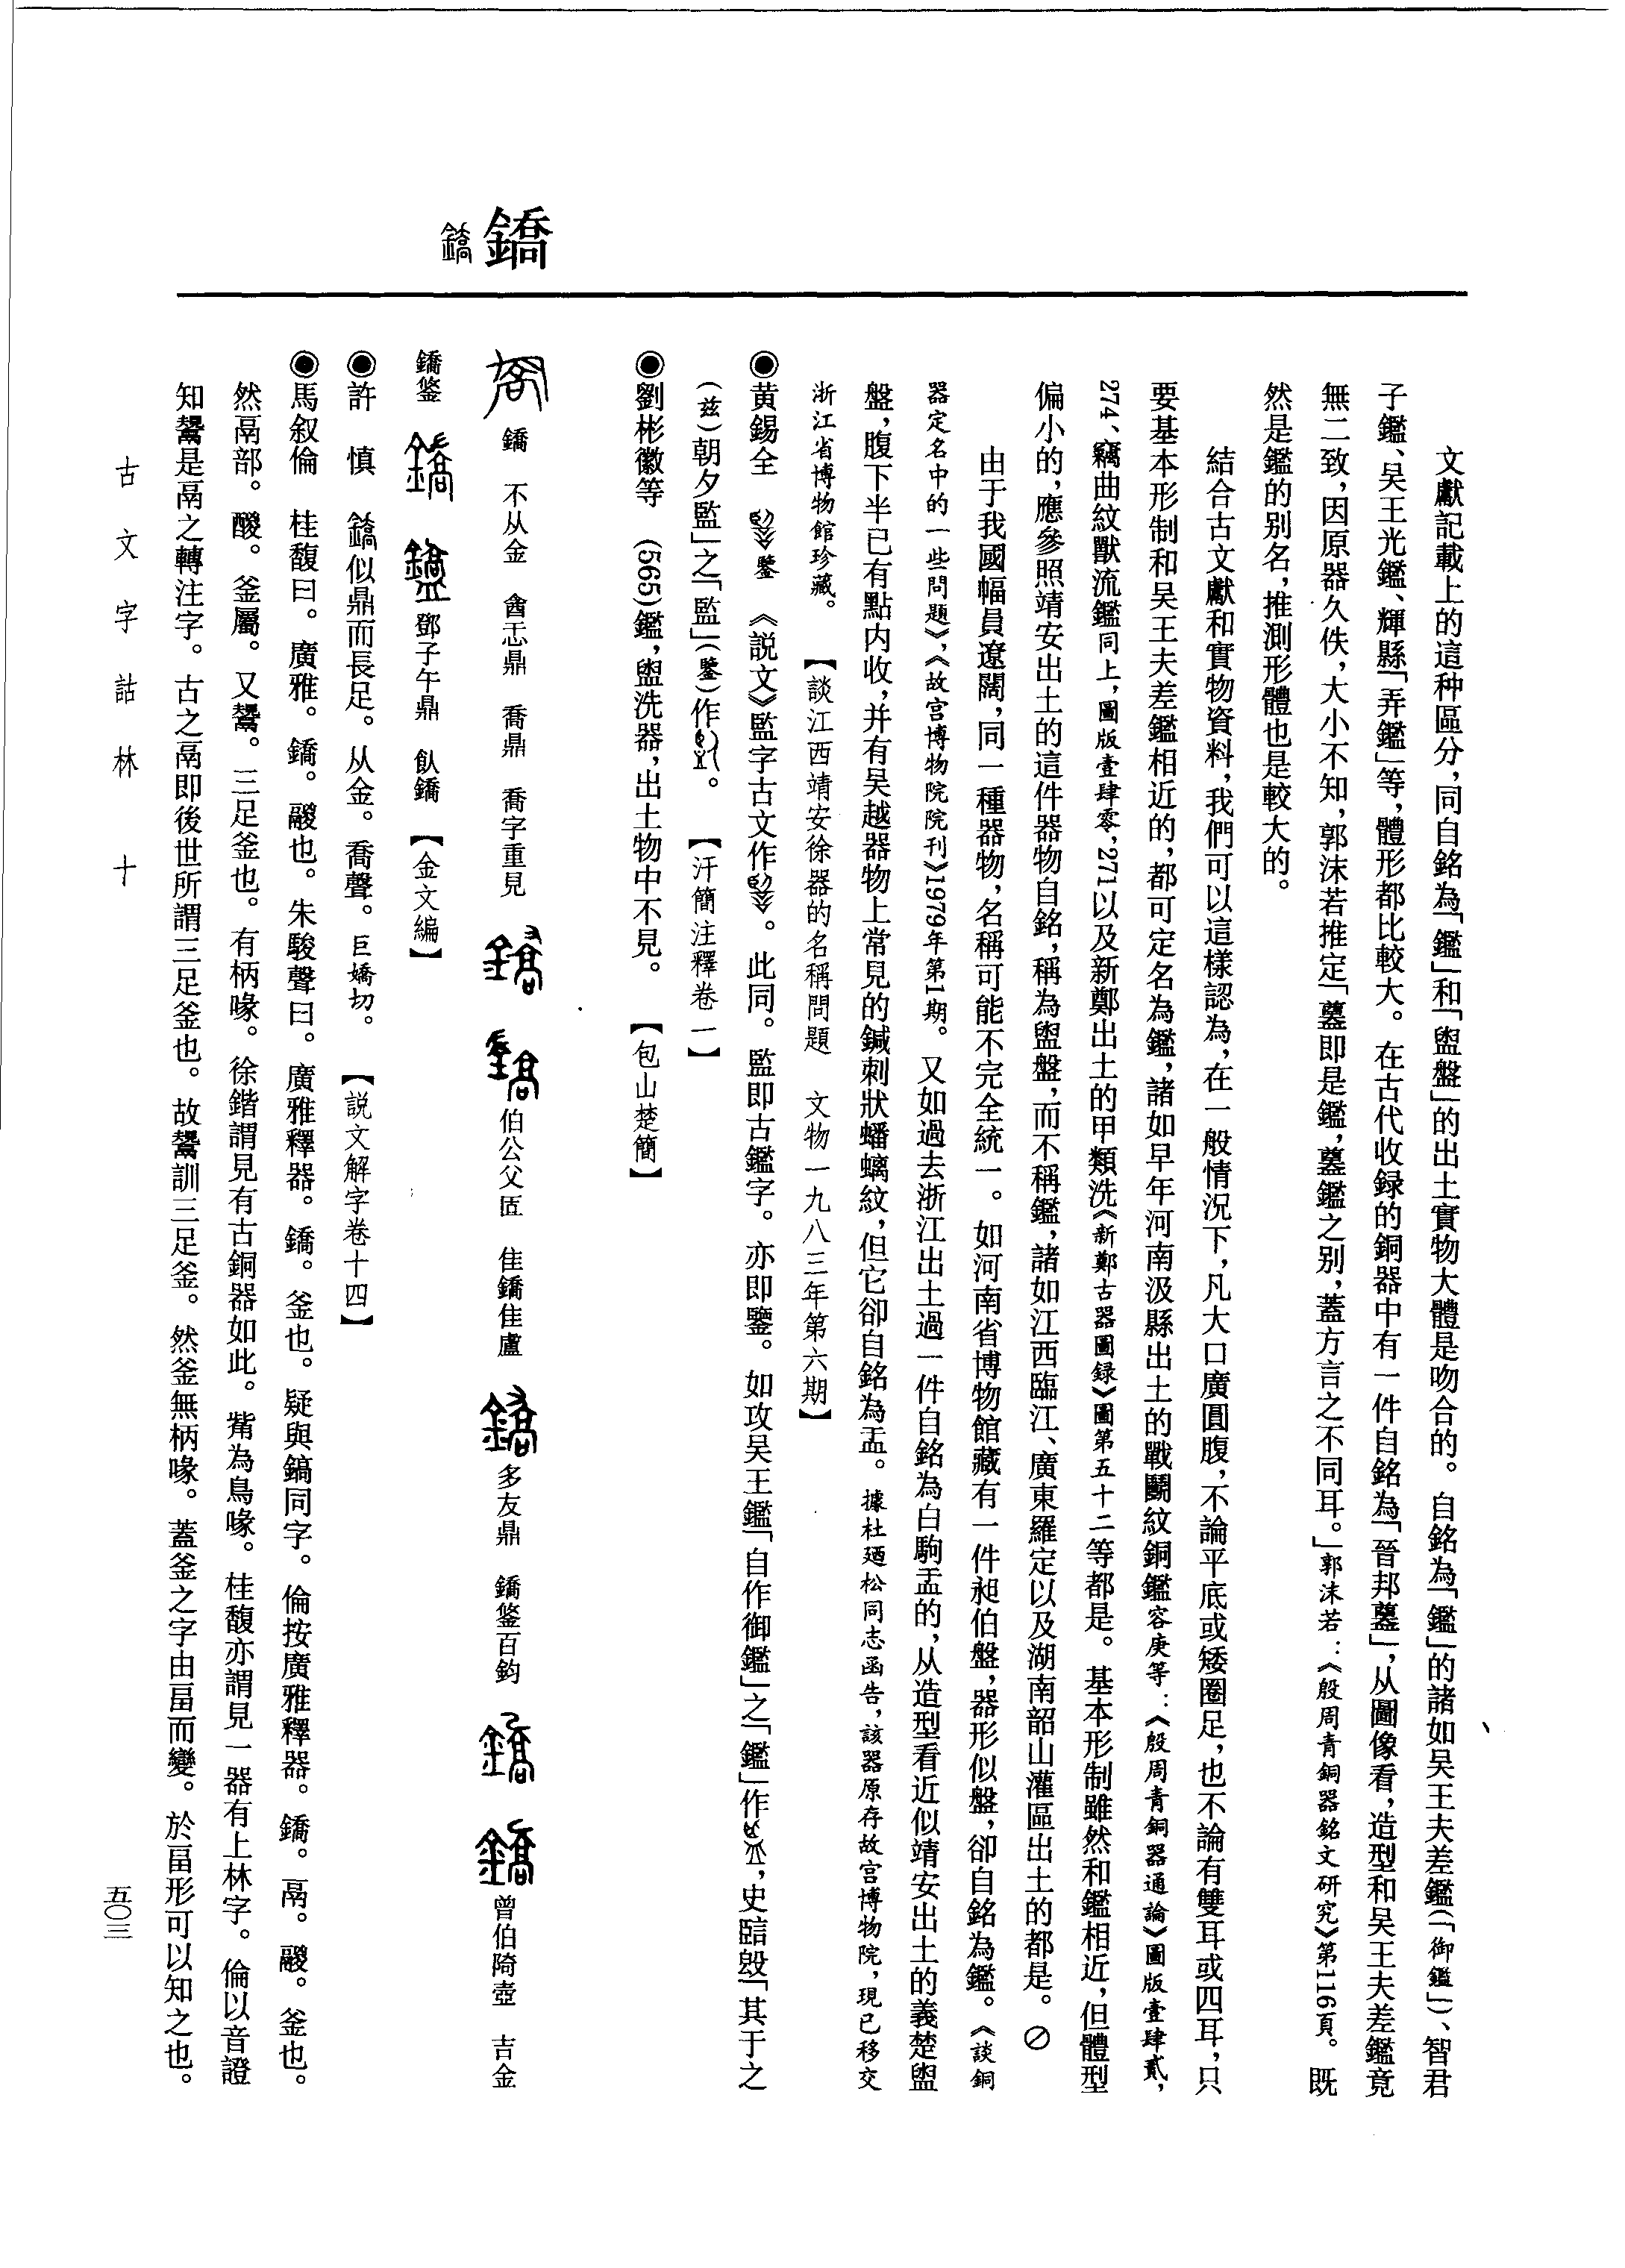 鐈
文獻記載上的這种區分，同自銘為「鑑」和「盥盤」的出土實物大體是吻合的。自銘為「鑑」的諸如吴王夫差鑑（「御鑑」）、智君
子鑑、吴王光鑑、輝縣「弄鑑」等，體形都比較大。在古代收録的銅器中有一件自銘為「晉邦𥂴」，从圖像看，造型和吴王夫差鑑竟
無二致，因原器久佚，大小不知，郭沫若推定「𥂴即是鑑，𥂴鑑之别，蓋方言之不同耳。」郭沫若：《殷周青銅器銘文研究》第116頁。既
然是鑑的别名，推測形體也是較大的。
結合古文獻和實物資料，我們可以這樣認為，在一般情況下，凡大口廣圓腹，不論平底或矮圈足，也不論有雙耳或四耳，只
要基本形制和吴王夫差鑑相近的，都可定名為鑑，諸如早年河南汲縣出土的戰鬭紋銅鑑容庚等：《殷周青銅器通論》圖版壹肆貳，
274、竊曲紋獸流鑑同上，圖版壹肆零，271以及新鄭出土的甲類洗《新鄭古器圖録》圖第五十二等都是。基本形制雖然和鑑相近，但體型
偏小的，應參照靖安出土的這件器物自銘，稱為盥盤，而不稱鑑，諸如江西臨江、廣東羅定以及湖南韶山灌區出土的都是。⊘
由于我國幅員遼闊，同一種器物，名稱可能不完全統一。如河南省博物館藏有一件昶伯盤，器形似盤，卻自銘為鑑。《談銅
器定名中的一些問題》，《故宫博物院院刊》1979年第1期。又如過去浙江出土過一件自銘為白駒盂的，从造型看近似靖安出土的義楚盥
盤，腹下半已有點内收，并有吴越器物上常見的鍼刺狀蟠螭紋，但它卻自銘為盂。據杜廼松同志函告，該器原存故宫博物院，現已移交
浙江省博物館珍藏。 【談江西靖安徐器的名稱問題 文物一九八三年第六期】
◉黄錫全 鑒 《説文》監字古文作。此同。監即古鑑字。亦即鑒。如攻吴王鑑「自作御鑑」之「鑑」作，史䛑𣪘「其于之
（兹）朝夕監」之「監」（鑒）作。 【汗簡注釋卷一】
◉劉彬徽等 (565)鑑，盥洗器，出土物中不見。 【包山楚簡】
鐈 不从金 酓忎鼎 喬鼎 喬字重見 伯公父匜 隹鐈隹盧 多友鼎 鐈鋚百鈞 曾伯陭壺 吉金
鐈鋚 鄧子午鼎 飤鐈 【金文編】
◉許 慎 鐈似鼎而長足。从金。喬聲。巨嬌切。 【説文解字卷十四】
◉馬叙倫 桂馥曰。廣雅。鐈。鬷也。朱駿聲曰。廣雅釋器。鐈。釜也。疑與鎬同字。倫按廣雅釋器。鐈。鬲。鬷。釜也。
然鬲部。鬷。釜屬。又鬹。三足釜也。有柄喙。徐鍇謂見有古銅器如此。觜為鳥喙。桂馥亦謂見一器有上林字。倫以音證
知鬹是鬲之轉注字。古之鬲即後世所謂三足釜也。故鬹訓三足釜。然釜無柄喙。蓋釜之字由畐而變。於畐形可以知之也。
古文字詁林 十
五〇三